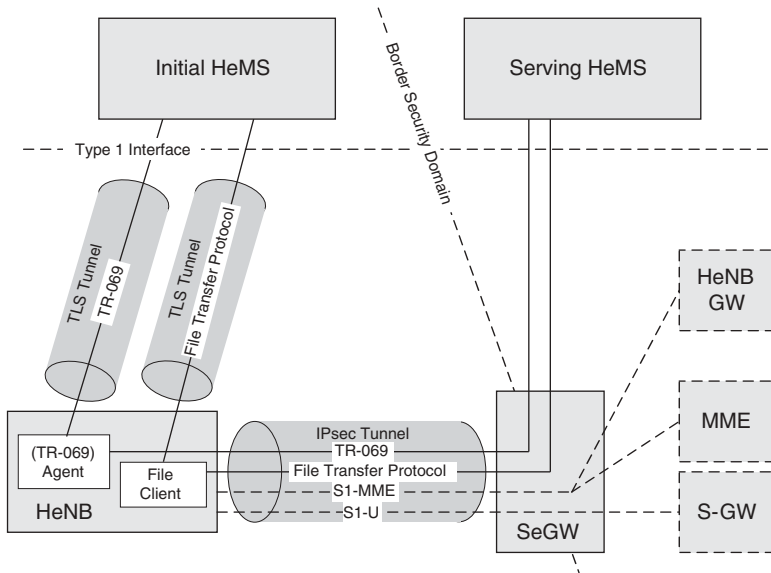 Initial HeMS
Serving HeMS
Border Security Domain
Type 1 Interface
TLS Tunnel
TR-069
TLS Tunnel
File Transfer Protocol
HeNB
GW
MME
S-GW
IPsec Tunnel
TR-069
File Transfer Protocol
S1-MME
S1-U
(TR-069)
Agent
File
Client
HeNB
SeGW